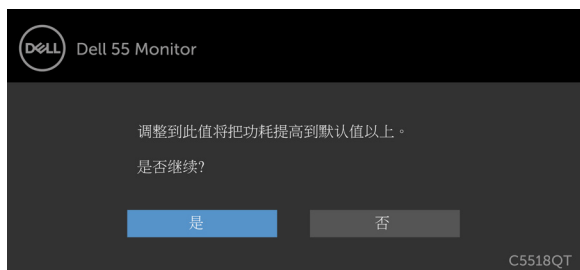 DELL Dell 55 Monitor
调整到此值将把功耗提高到默认值以上。
是否继续?
是 否
C5518QT